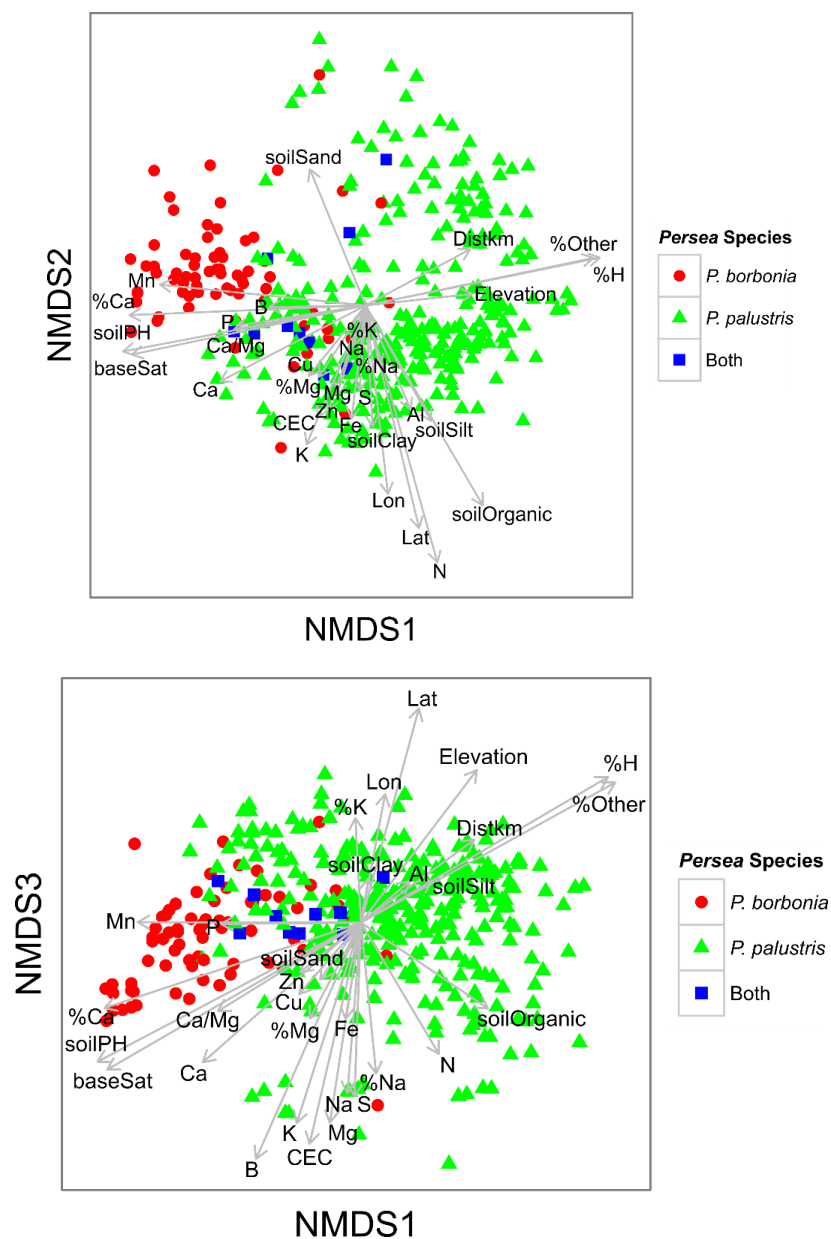 soilSand
Distkm
%Other
%H
Mn
Elevation
%Ca
B
P
%K
soilPH
Ca/Mg
Na
baseSat
Cu
%Na
Ca
%Mg
Mg
S
Zn
Al
CEC
Fe
soilSilt
soilClay
K
Lon
soilOrganic
Lat
N
NMDS2
NMDS1
Persea Species
P. borbonia
P. palustris
Both
Lat
Elevation
%H
Lon
%Other
%K
Distkm
soilClay
Al
soilSilt
Mn
P
soilSand
Zn
%Ca
Ca/Mg
Cu
soilOrganic
%Mg
Fe
soilPH
N
baseSat
Ca
%Na
Na
S
K
Mg
CEC
B
NMDS3
NMDS1
Persea Species
P. borbonia
P. palustris
Both